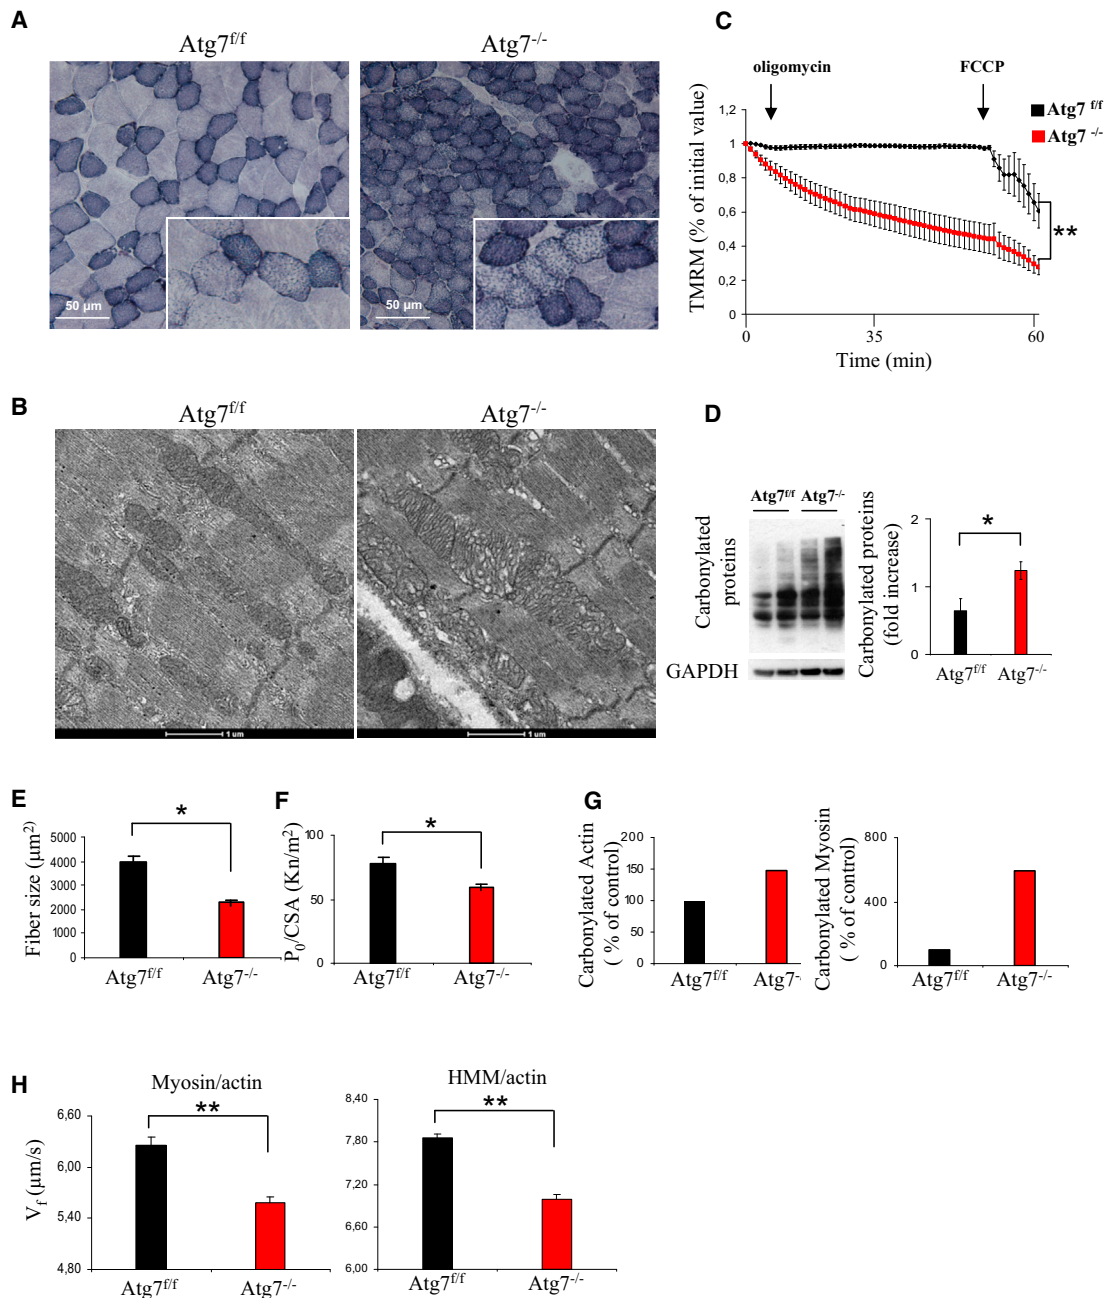 A
Atg7f/f
Atg7-/-
50 µm
50 µm
B
Atg7f/f
Atg7-/-
1 um
1 um
C
oligomycin
FCCP
Atg7 f/f
Atg7 -/-
TMRM (% of initial value)
1,2
1
0,8
0,6
0,4
0,2
0
**
0
35
60
Time (min)
D
Atg7f/f
Atg7-/-
Carbonylated proteins
GAPDH
Carbonylated proteins
(fold increase)
2
1
0
*
Atg7f/f
Atg7-/-
E
Fiber size (µm2)
5000
4000
3000
2000
1000
0
*
Atg7f/f
Atg7-/-
F
P0/CSA (Kn/m2)
100
50
0
*
Atg7f/f
Atg7-/-
G
Carbonylated Actin
( % of control)
200
150
100
50
0
Atg7f/f
Atg7-
Carbonylated Myosin
( % of control)
800
400
0
Atg7f/f
Atg7-/-
H
Myosin/actin
Vf (µm/s)
6,60
6,00
5,40
4,80
**
Atg7f/f
Atg7-/-
HMM/actin
8,40
7,80
7,20
6,60
6,00
**
Atg7f/f
Atg7-/-